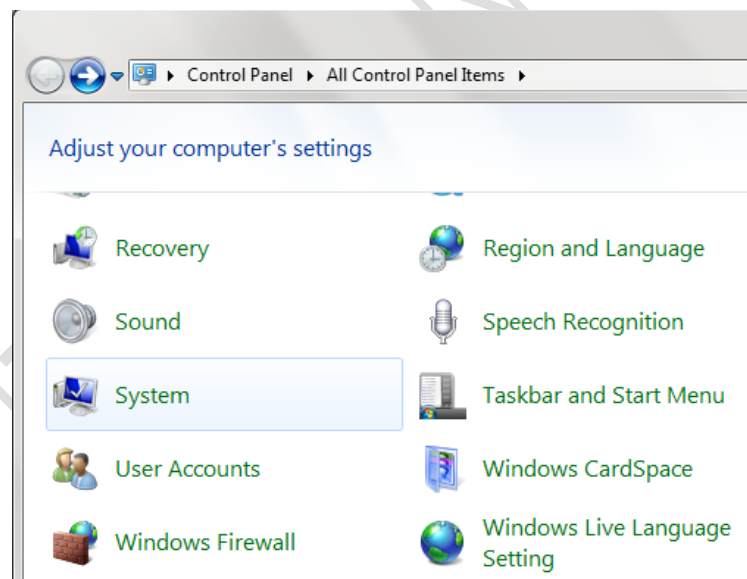 Control Panel ▸ All Control Panel Items ▸
Adjust your computer's settings
Recovery
Region and Language
Sound
Speech Recognition
System
Taskbar and Start Menu
User Accounts
Windows CardSpace
Windows Firewall
Windows Live Language
Setting